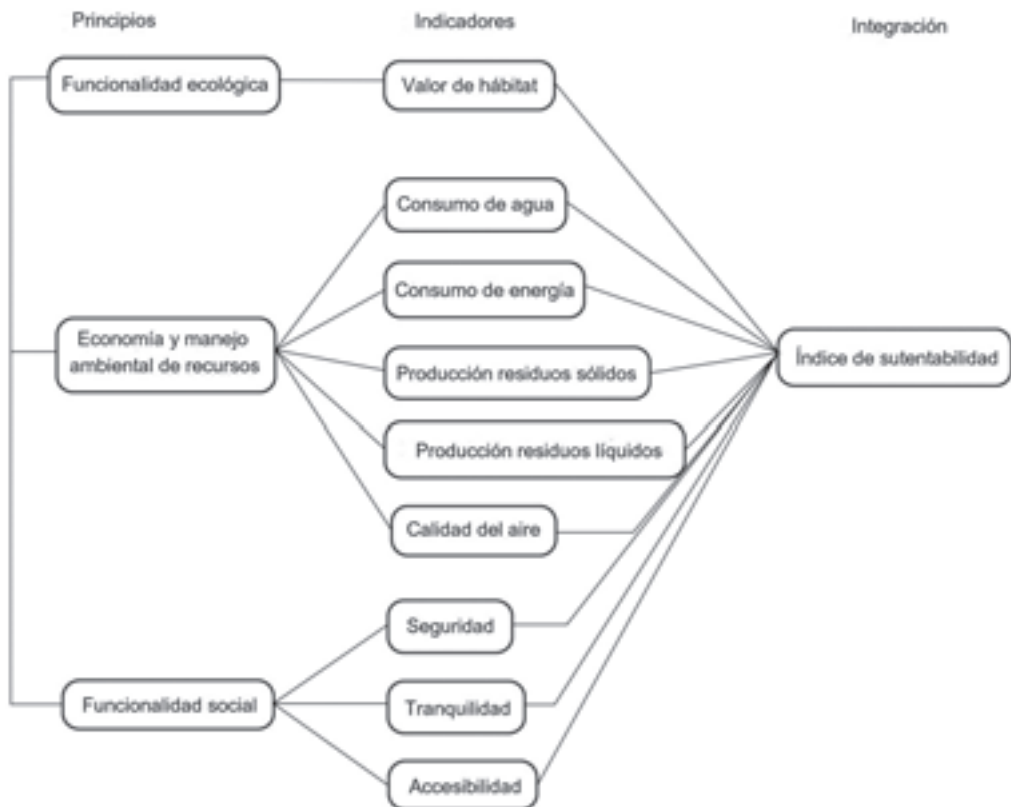 Principios
Indicadores
Integración
Funcionalidad ecológica
Valor de hábitat
Consumo de agua
Consumo de energía
Economía y manejo
ambiental de recursos
Producción residuos sólidos
Índice de sutentabilidad
Producción residuos líquidos
Calidad del aire
Seguridad
Funcionalidad social
Tranquilidad
Accesibilidad